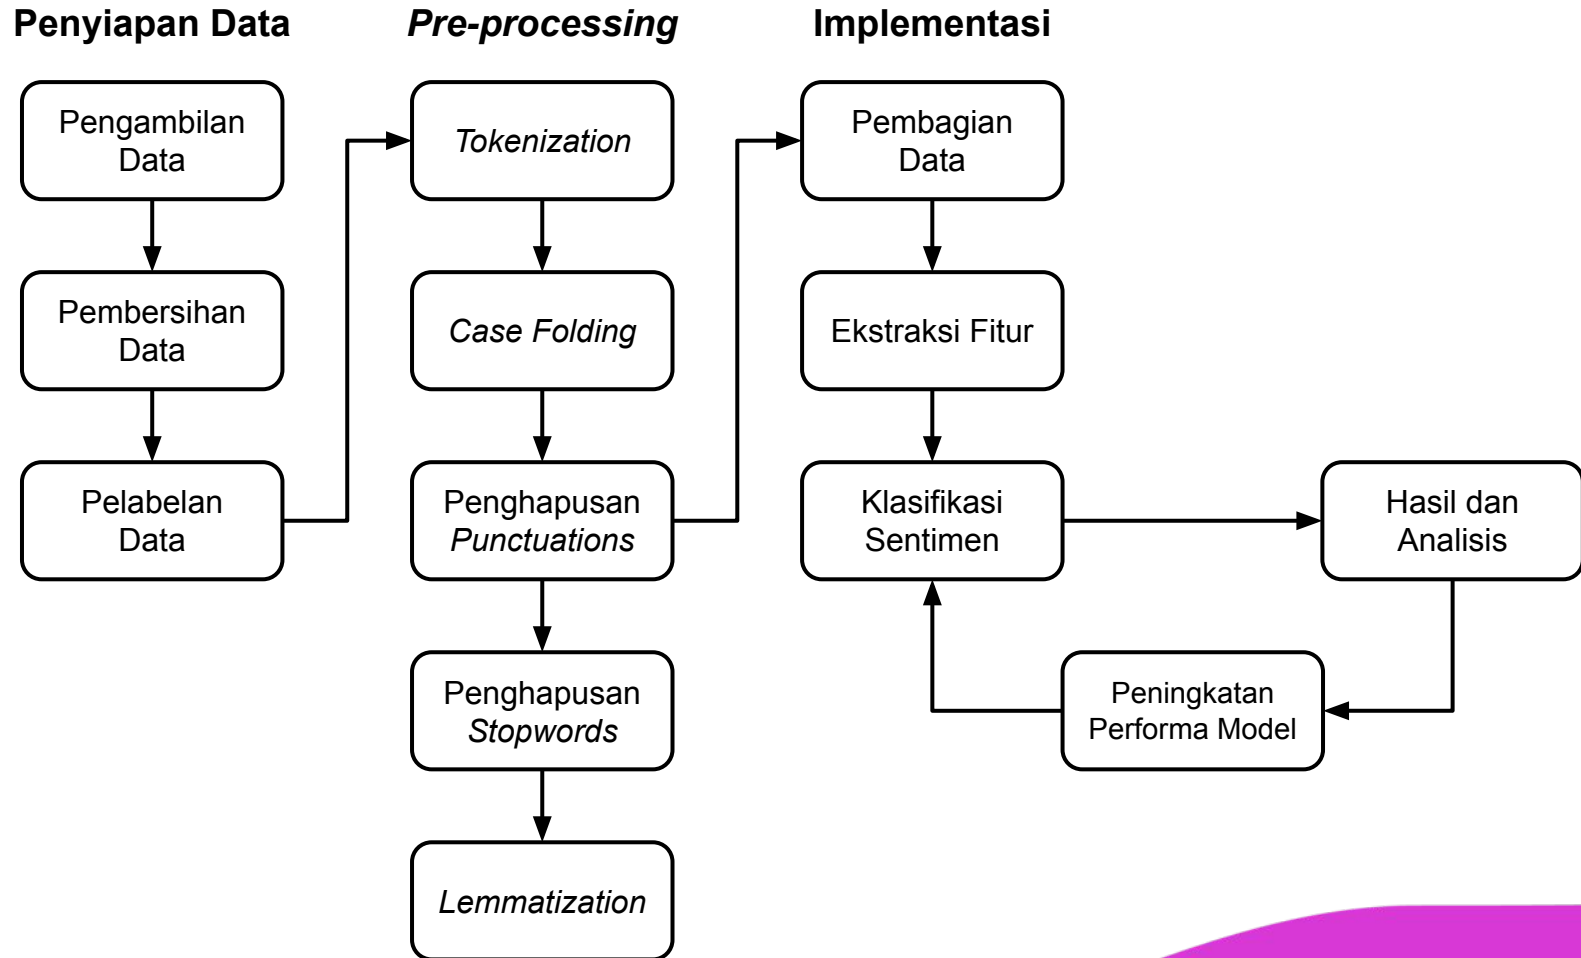 Penyiapan Data
Pengambilan
Data
Pembersihan
Data
Pelabelan
Data
Pre-processing
Tokenization
Case Folding
Penghapusan
Punctuations
Penghapusan
Stopwords
Lemmatization
Implementasi
Pembagian
Data
Ekstraksi Fitur
Klasifikasi
Sentimen
Hasil dan
Analisis
Peningkatan
Performa Model